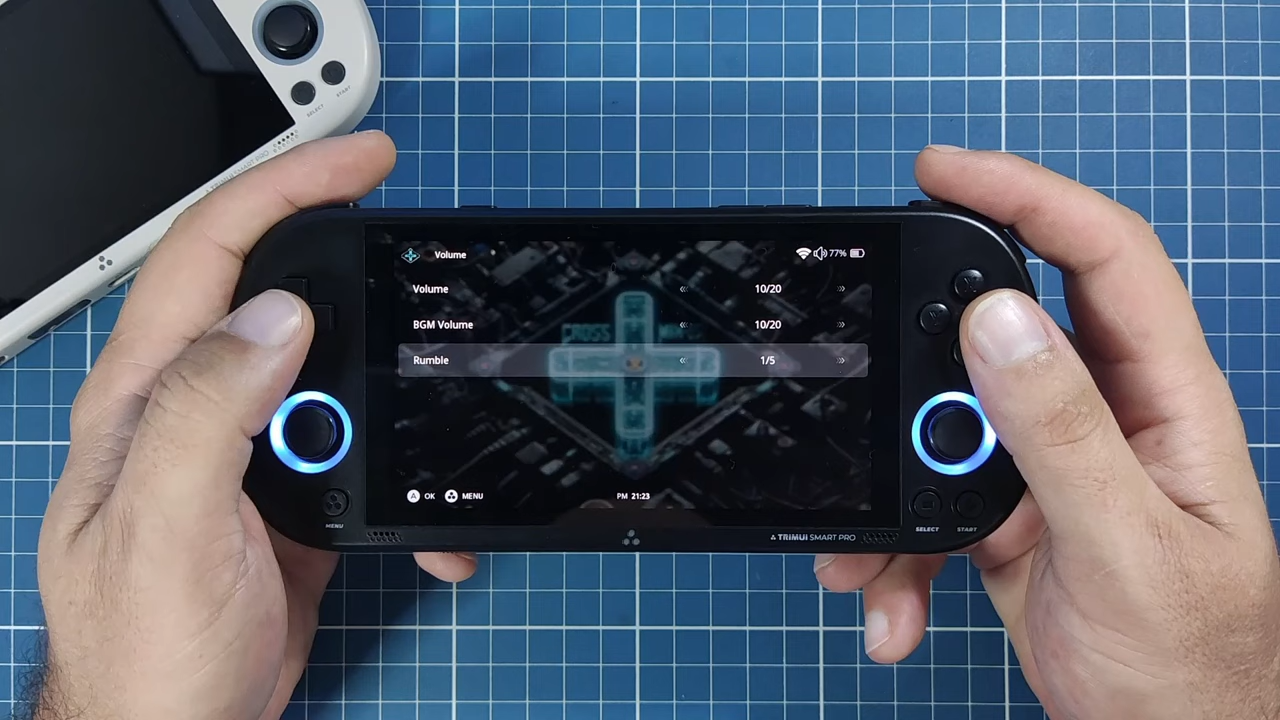 SELECT
START
Volume
77%
Volume
10/20
BGM Volume
10/20
CROSS
Rumble
1/5
A OK
MENU
PM 21:23
MENU
SELECT
START
TRIMUI SMART PRO
X
Y